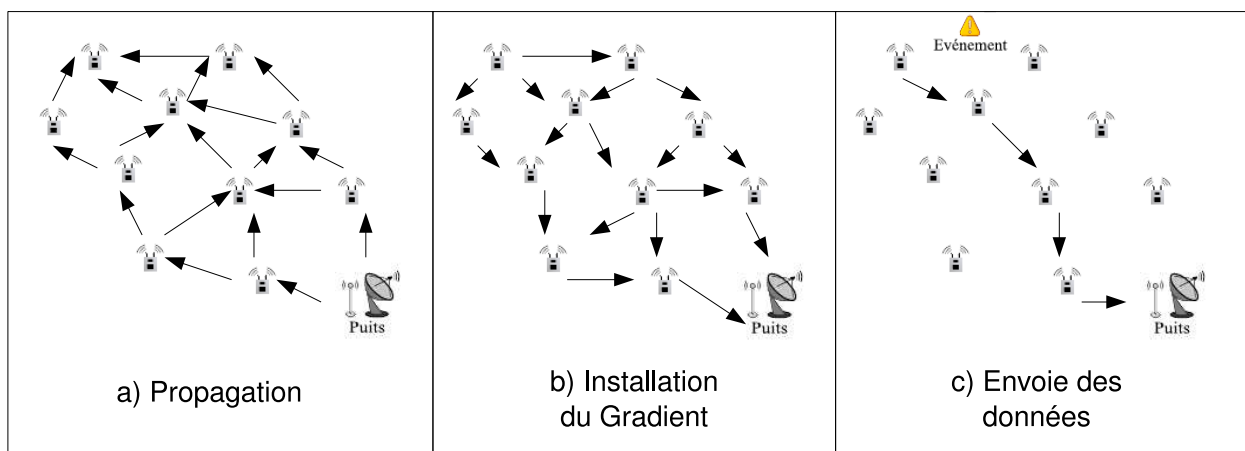 Evénement
Puits
Puits
Puits
a) Propagation
b) Installation
du Gradient
c) Envoie des
données